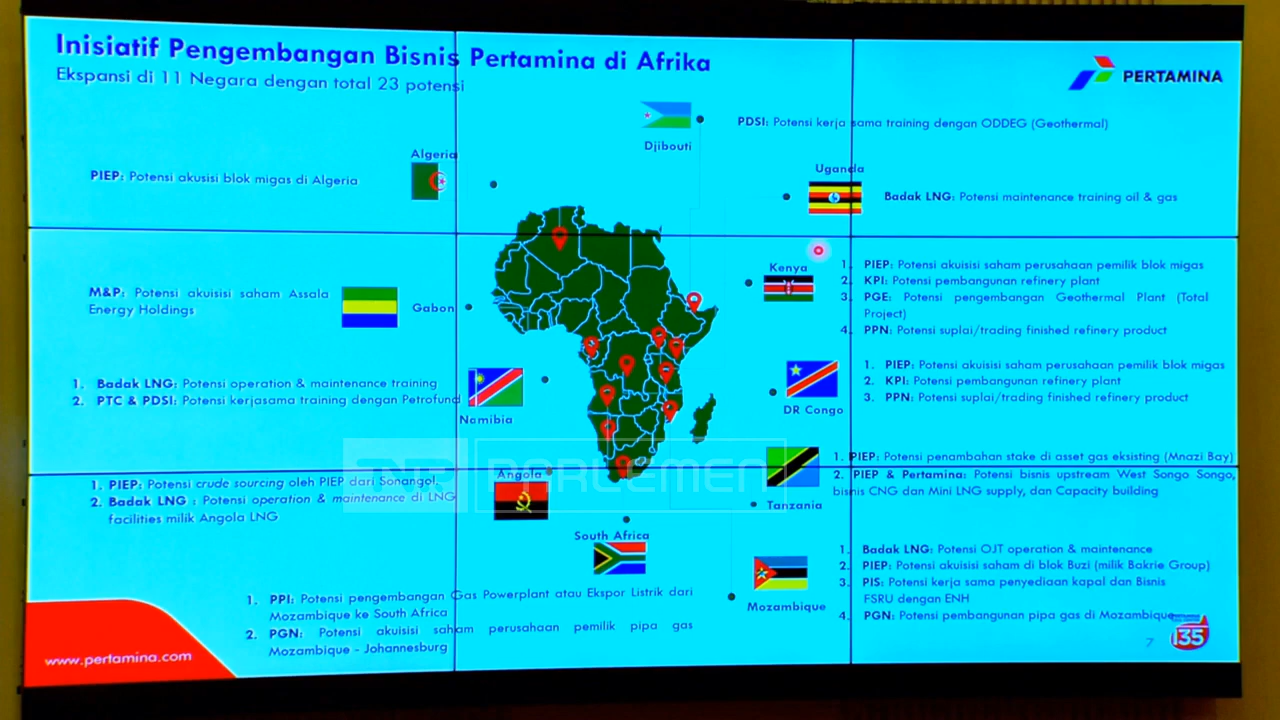 Inisiatif Pengembangan Bisnis Pertamina di Afrika
Ekspansi di 11 Negara dengan total 23 potensi
PERTAMINA
Djibouti
PDSI: Potensi kerja sama training dengan ODDEG (Geothermal)
Algeria
PIEP: Potensi akusisi blok migas di Algeria
Uganda
Badak LNG: Potensi maintenance training oil & gas
Kenya
1. PIEP: Potensi akuisisi saham perusahaan pemilik blok migas
2. KPI: Potensi pembangunan refinery plant
3. PGE: Potensi pengembangan Geothermal Plant (Total
Project)
4. PPN: Potensi suplai/trading finished refinery product
M&P: Potensi akuisisi saham Assala
Energy Holdings
Gabon
1. PIEP: Potensi akuisisi saham perusahaan pemilik blok migas
2. KPI: Potensi pembangunan refinery plant
3. PPN: Potensi suplai/trading finished refinery product
DR Congo
1. Badak LNG: Potensi operation & maintenance training
2. PTC & PDSI: Potensi kerjasama training dengan Petrofund
Namibia
TVR PARLEMEN
1. PIEP: Potensi penambahan stake di asset gas eksisting (Mnazi Bay)
2. PIEP & Pertamina: Potensi bisnis upstream West Songo Songo,
bisnis CNG dan Mini LNG supply, dan Capacity building
Tanzania
Angola
1. PIEP: Potensi crude sourcing oleh PIEP dari Sonangol.
2. Badak LNG : Potensi operation & maintenance di LNG
facilities milik Angola LNG
South Africa
1. PPI: Potensi pengembangan Gas Powerplant atau Ekspor Listrik dari
Mozambique ke South Africa
2. PGN: Potensi akuisisi saham perusahaan pemilik pipa gas
Mozambique - Johannesburg
Mozambique
1. Badak LNG: Potensi OJT operation & maintenance
2. PIEP: Potensi akuisisi saham di blok Buzi (milik Bakrie Group)
3. PIS: Potensi kerja sama penyediaan kapal dan Bisnis
FSRU dengan ENH
4. PGN: Potensi pembangunan pipa gas di Mozambique
7
135
www.pertamina.com